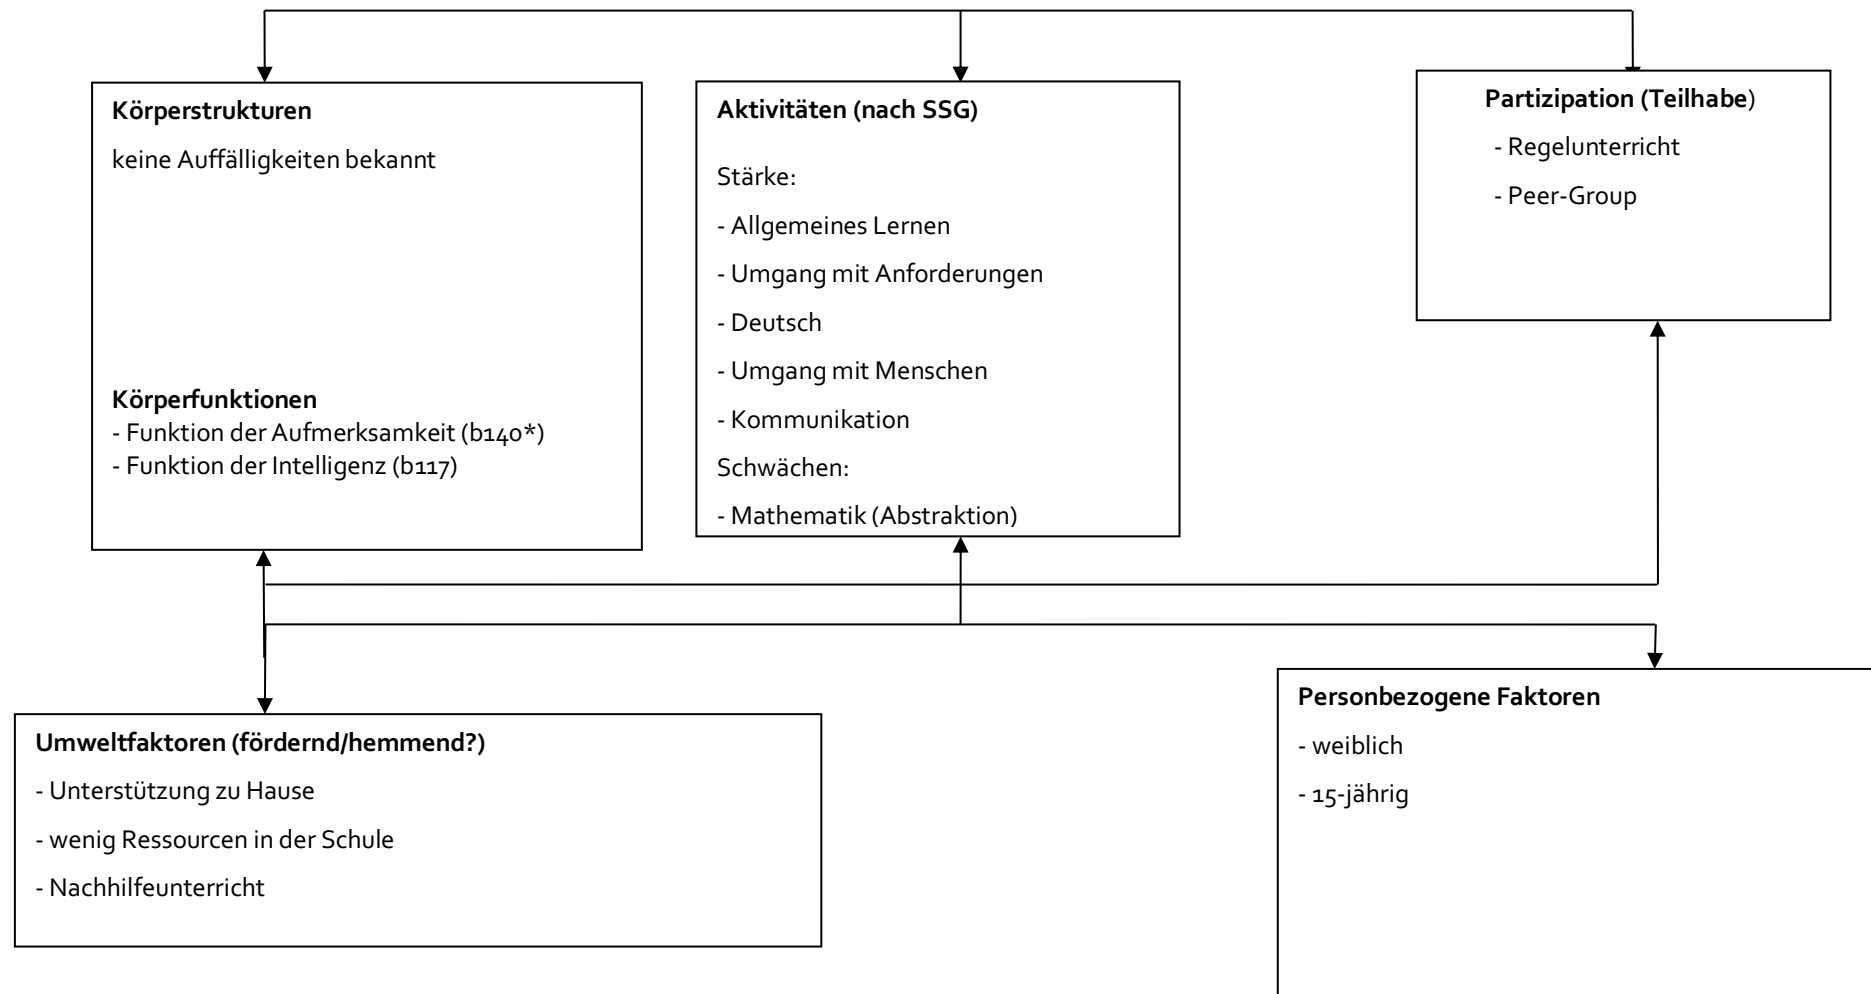 Körperstrukturen
keine Auffälligkeiten bekannt
Körperfunktionen
- Funktion der Aufmerksamkeit (b140*)
- Funktion der Intelligenz (b117)
Aktivitäten (nach SSG)
Stärke:
- Allgemeines Lernen
- Umgang mit Anforderungen
- Deutsch
- Umgang mit Menschen
- Kommunikation
Schwächen:
- Mathematik (Abstraktion)
Partizipation (Teilhabe)
- Regelunterricht
- Peer-Group
Umweltfaktoren (fördernd/hemmend?)
- Unterstützung zu Hause
- wenig Ressourcen in der Schule
- Nachhilfeunterricht
Personbezogene Faktoren
- weiblich
- 15-jährig